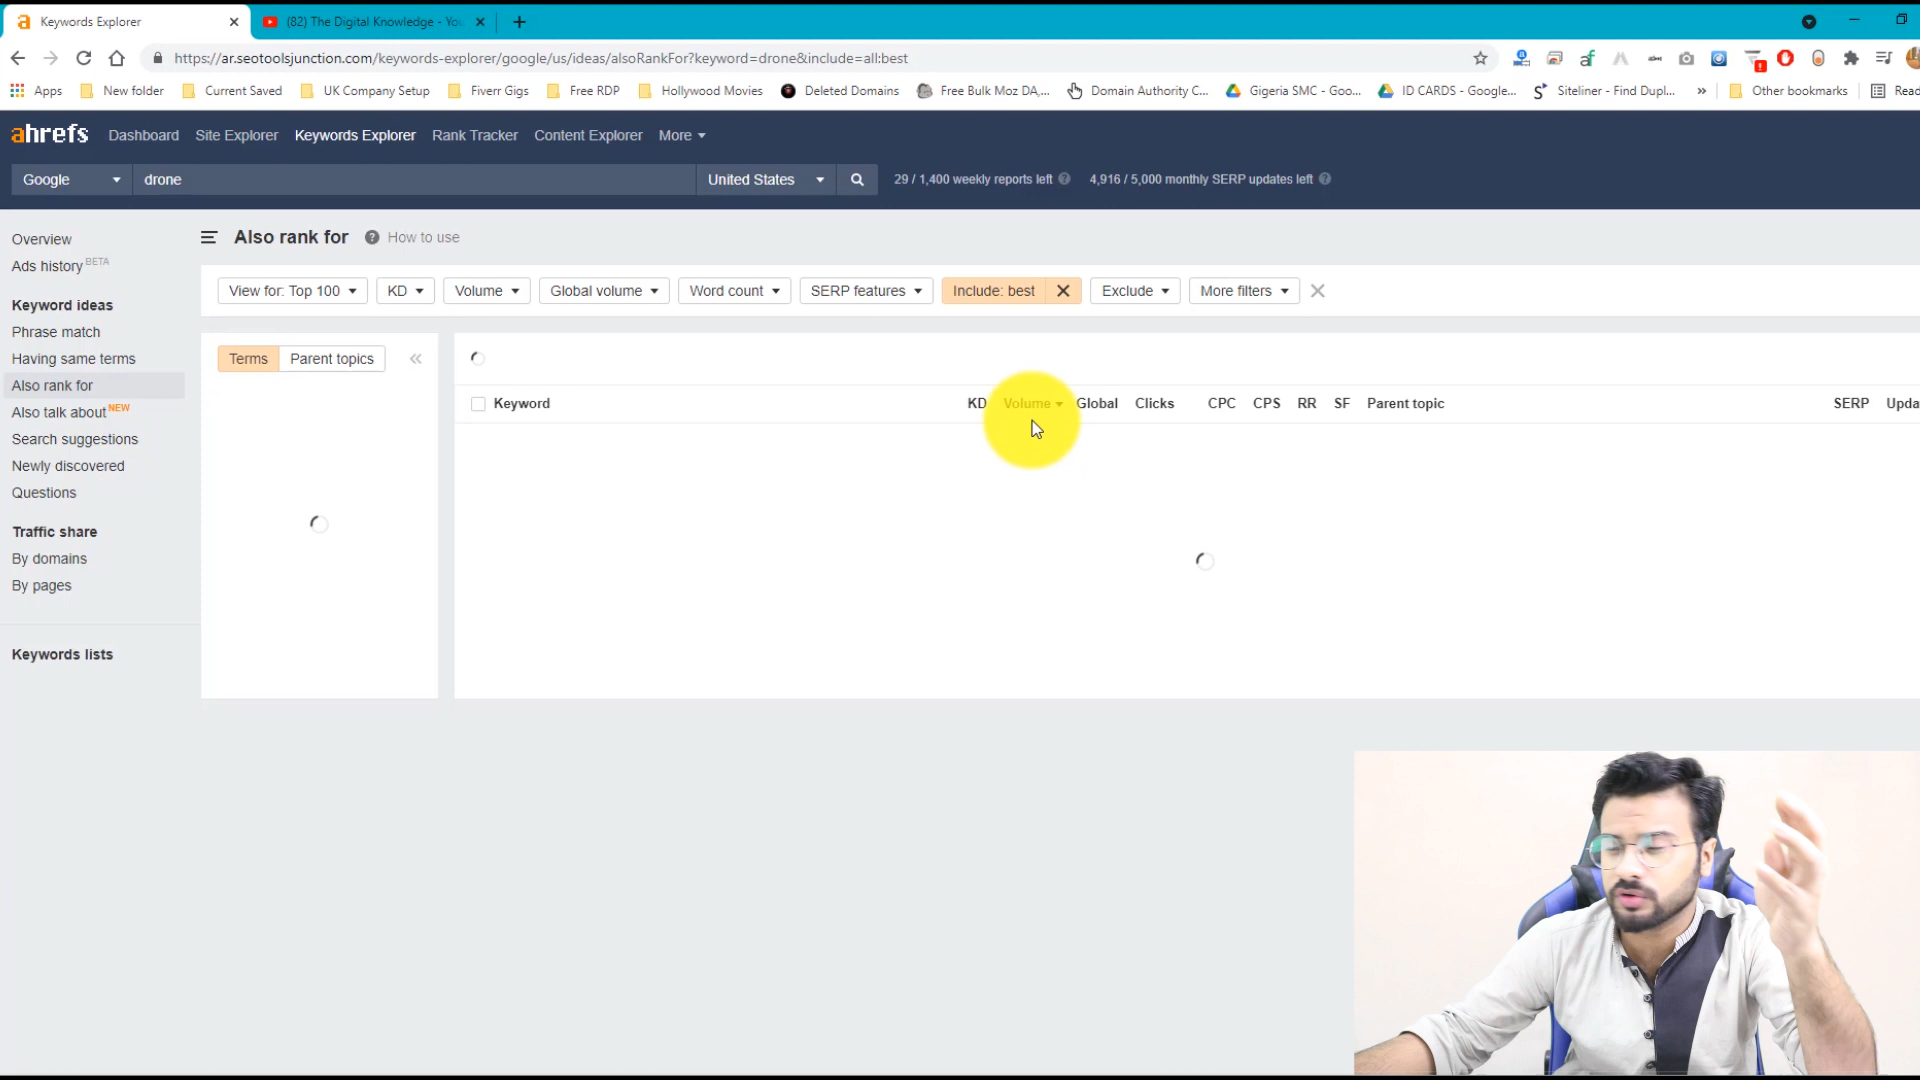 Keywords Explorer
(82) The Digital Knowledge - You
https://ar.seotoolsjunction.com/keywords-explorer/google/us/ideas/alsoRankFor?keyword=drone&include=all:best
Apps New folder Current Saved UK Company Setup Fiverr Gigs Free RDP Hollywood Movies Deleted Domains Free Bulk Moz DA,... Domain Authority C... Gigeria SMC - Goo... ID CARDS - Google... Siteliner - Find Dupl... » Other bookmarks Read
ahrefs Dashboard Site Explorer Keywords Explorer Rank Tracker Content Explorer More
Google drone United States 29 / 1,400 weekly reports left 4,916 / 5,000 monthly SERP updates left
Overview
Ads history BETA
Keyword ideas
Phrase match
Having same terms
Also rank for
Also talk about NEW
Search suggestions
Newly discovered
Questions
Traffic share
By domains
By pages
Keywords lists
Also rank for How to use
View for: Top 100 KD Volume Global volume Word count SERP features Include: best Exclude More filters
Terms Parent topics
Keyword KD Volume Global Clicks CPC CPS RR SF Parent topic SERP Upda